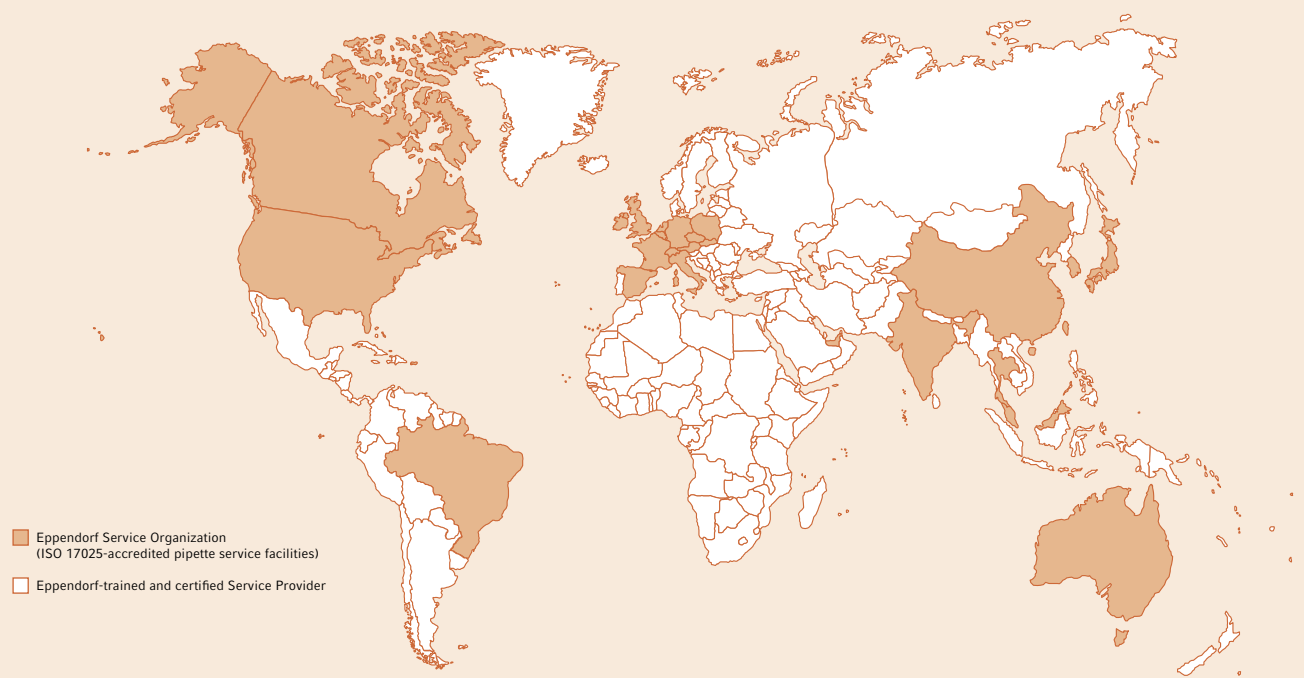 Eppendorf Service Organization
(ISO 17025-accredited pipette service facilities)
Eppendorf-trained and certified Service Provider